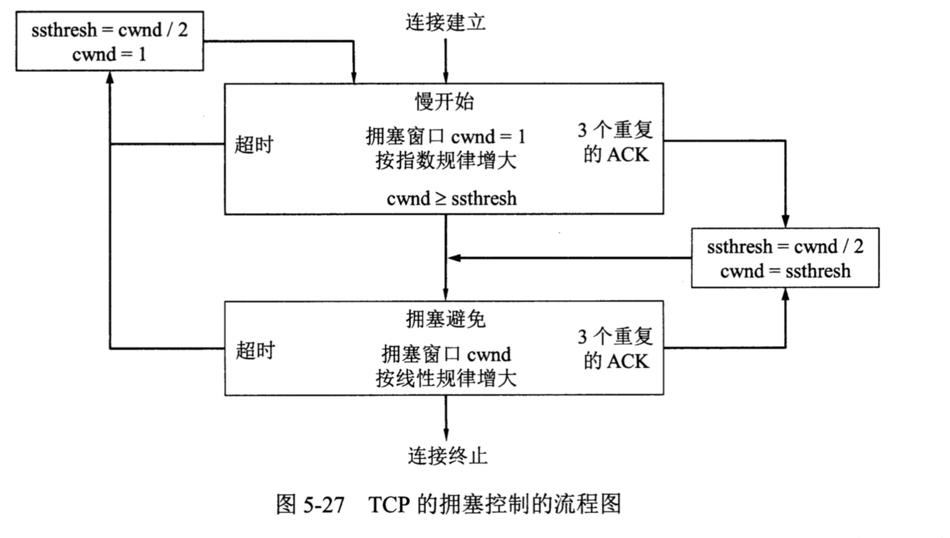 ssthresh = cwnd / 2
cwnd = 1
连接建立
慢开始
超时
拥塞窗口 cwnd = 1
按指数规律增大
3 个重复
的 ACK
cwnd ≥ ssthresh
ssthresh = cwnd / 2
cwnd = ssthresh
拥塞避免
超时
拥塞窗口 cwnd
按线性规律增大
3 个重复
的 ACK
连接终止
图 5-27 TCP 的拥塞控制的流程图